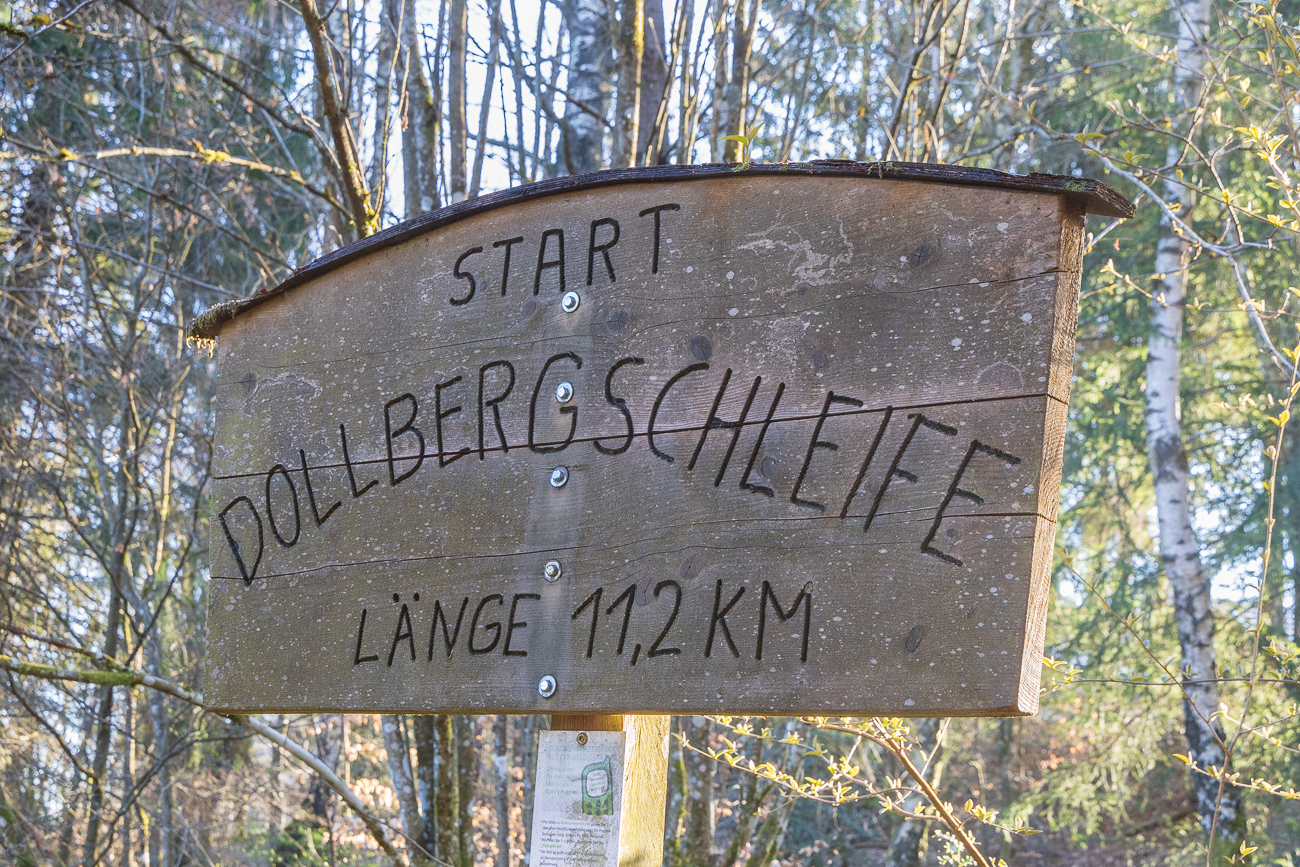 START
DOLLBERGSCHLEIFE
LÄNGE 11,2 KM